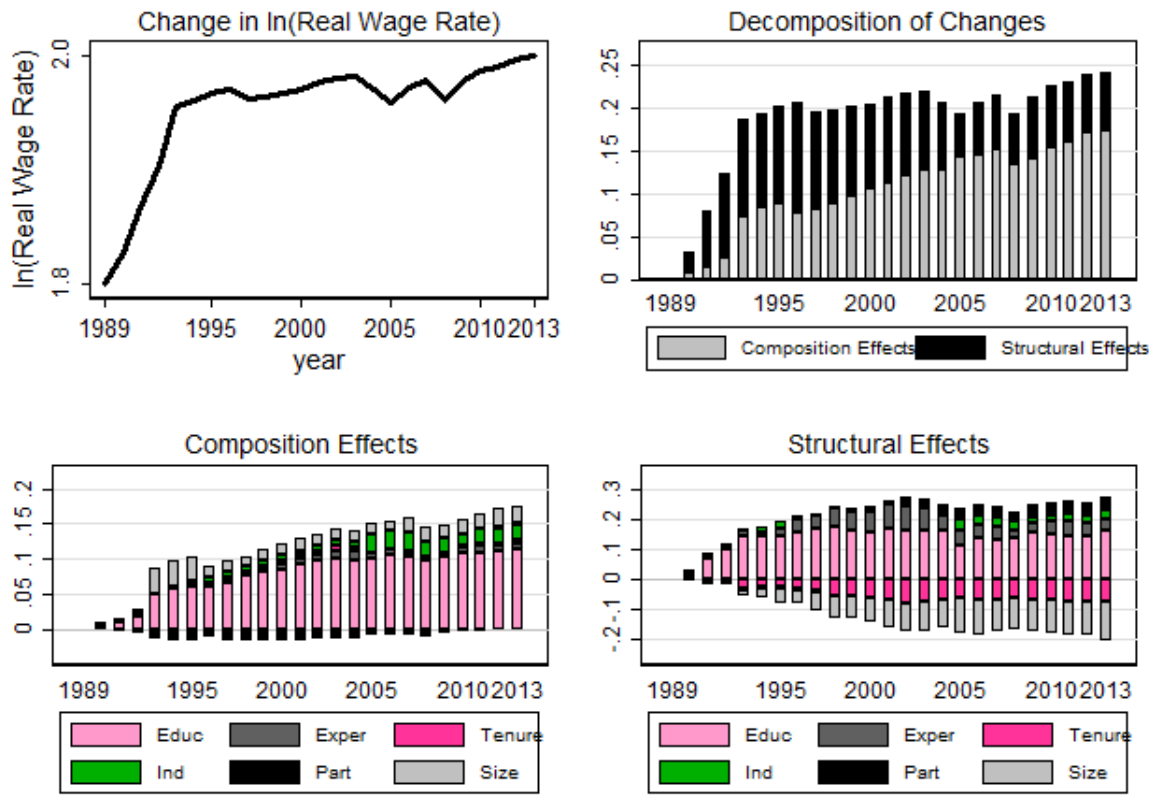 Change in ln(Real Wage Rate)
ln(Real Wage Rate)
2.0
1.8
1989 1995 2000 2005 2010 2013
year
Decomposition of Changes
.25
.2
.15
.1
.05
0
1989 1995 2000 2005 2010 2013
Composition Effects Structural Effects
Composition Effects
.2
.15
.1
.05
0
1989 1995 2000 2005 2010 2013
Educ Exper Tenure
Ind Part Size
Structural Effects
.3
.2
.1
0
-.1
-.2
1989 1995 2000 2005 2010 2013
Educ Exper Tenure
Ind Part Size